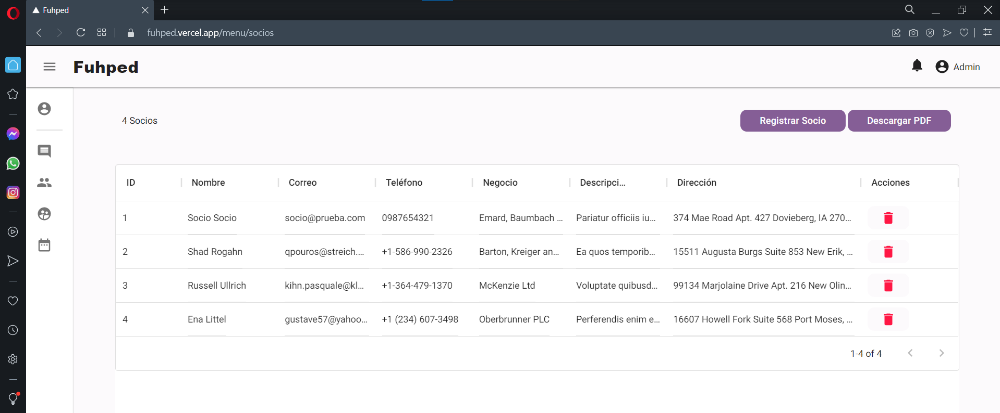 Fuhped
fuhped.vercel.app/menu/socios
Fuhped
Admin
4 Socios
Registrar Socio
Descargar PDF
ID Nombre Correo Teléfono Negocio Descripci... Dirección Acciones
1 Socio Socio socio@prueba.com 0987654321 Emard, Baumbach ... Pariatur officiis iu... 374 Mae Road Apt. 427 Dovieberg, IA 270...
2 Shad Rogahn qpouros@streich.... +1-586-990-2326 Barton, Kreiger an... Ea quos temporib... 15511 Augusta Burgs Suite 853 New Erik, ...
3 Russell Ullrich kihn.pasquale@kl... +1-364-479-1370 McKenzie Ltd Voluptate quibusd... 99134 Marjolaine Drive Apt. 216 New Olin...
4 Ena Littel gustave57@yahoo... +1 (234) 607-3498 Oberbrunner PLC Perferendis enim e... 16607 Howell Fork Suite 568 Port Moses, ...
1-4 of 4